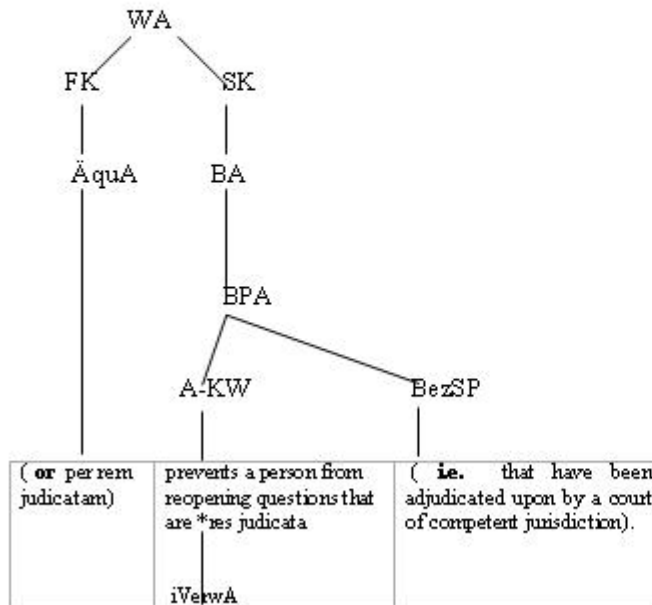 WA
FK SK
ÄquA BA
BPA
A-KW BezSP
( or per rem
judicatam)
prevents a person from
reopening questions that
are *res judicata
iVerwA
( i.e. that have been
adjudicated upon by a court
of competent jurisdiction).